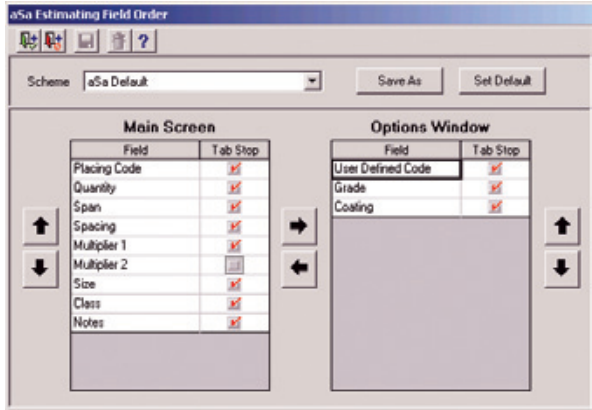 aSa Estimating Field Order
?
Scheme aSa Default Save As Set Default
Main Screen Options Window
Field Tab Stop Field Tab Stop
Placing Code User Defined Code
Quantity Grade
Span Coating
Spacing
Multiplier 1
Multiplier 2
Size
Class
Notes